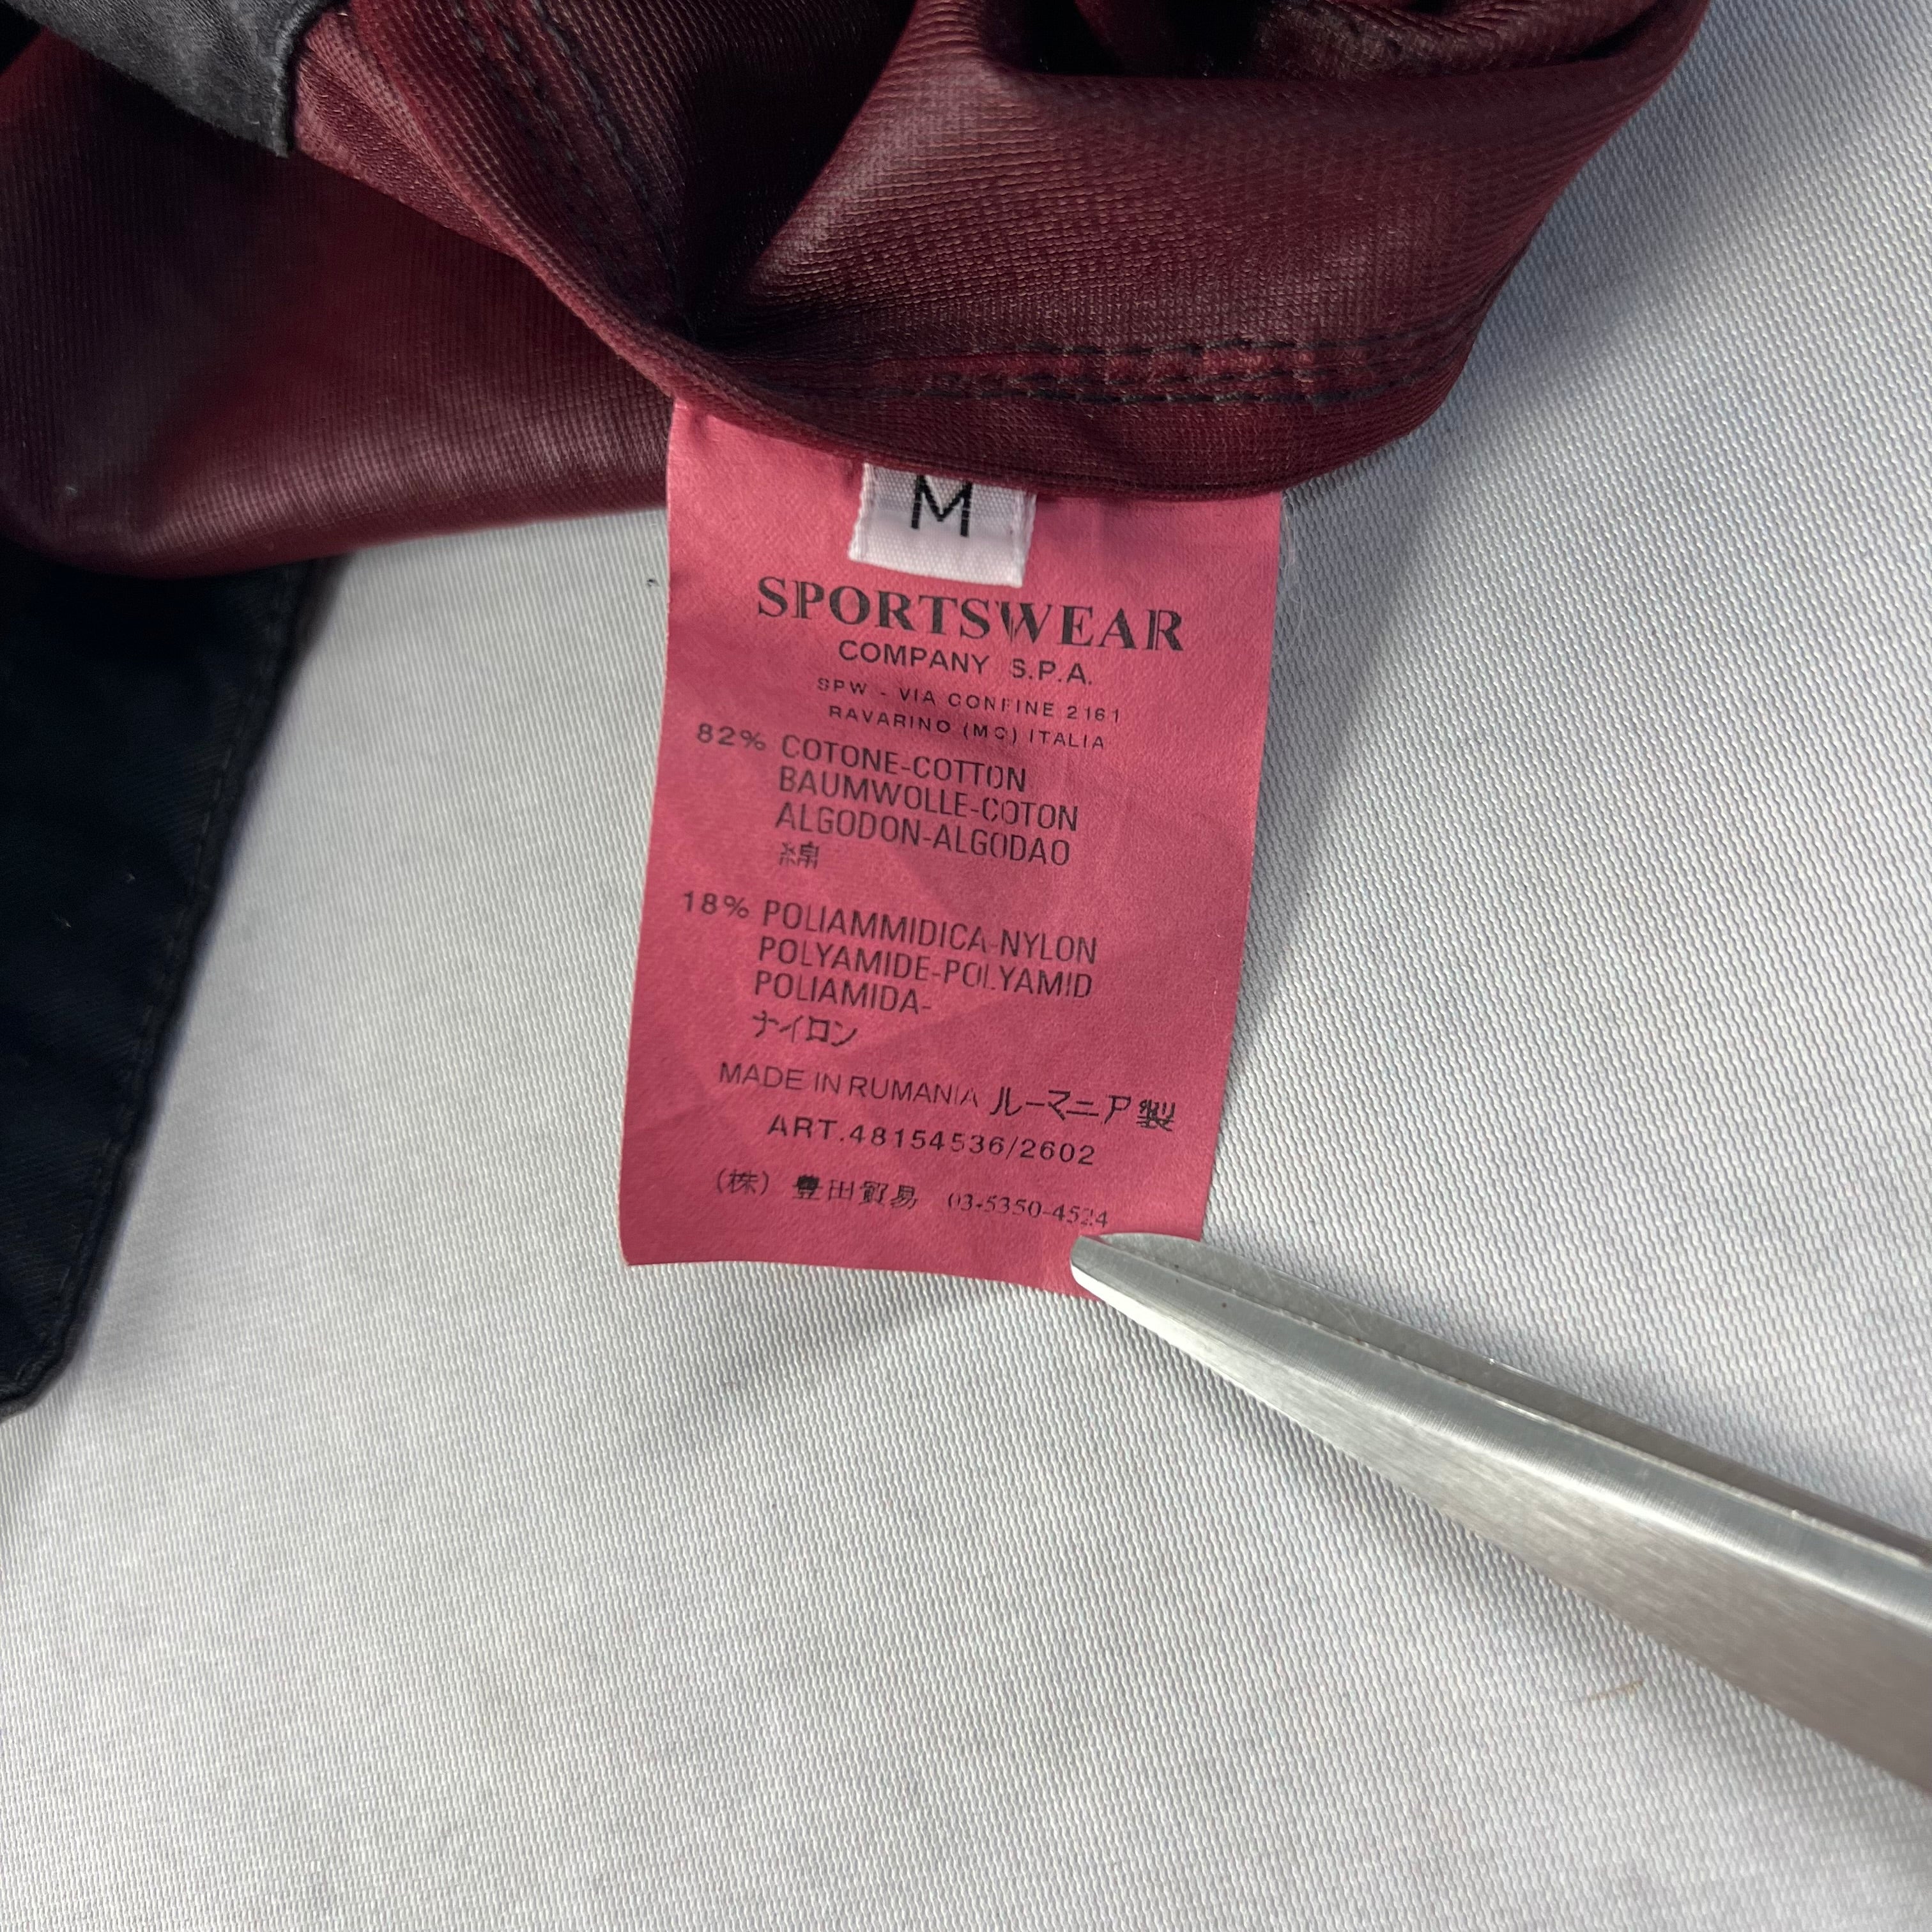 M
SPORTSWEAR
COMPANY S.P.A.
SPW - VIA CONFINE 2161
RAVARINO (MO) ITALIA
82% COTONE-COTTON
BAUMWOLLE-COTON
ALGODON-ALGODAO
綿
18% POLIAMMIDICA-NYLON
POLYAMIDE-POLYAMID
POLIAMIDA-
ナイロン
MADE IN RUMANIA ルーマニア製
ART.48154536/2602
(株) 豊田貿易 03-5350-4524